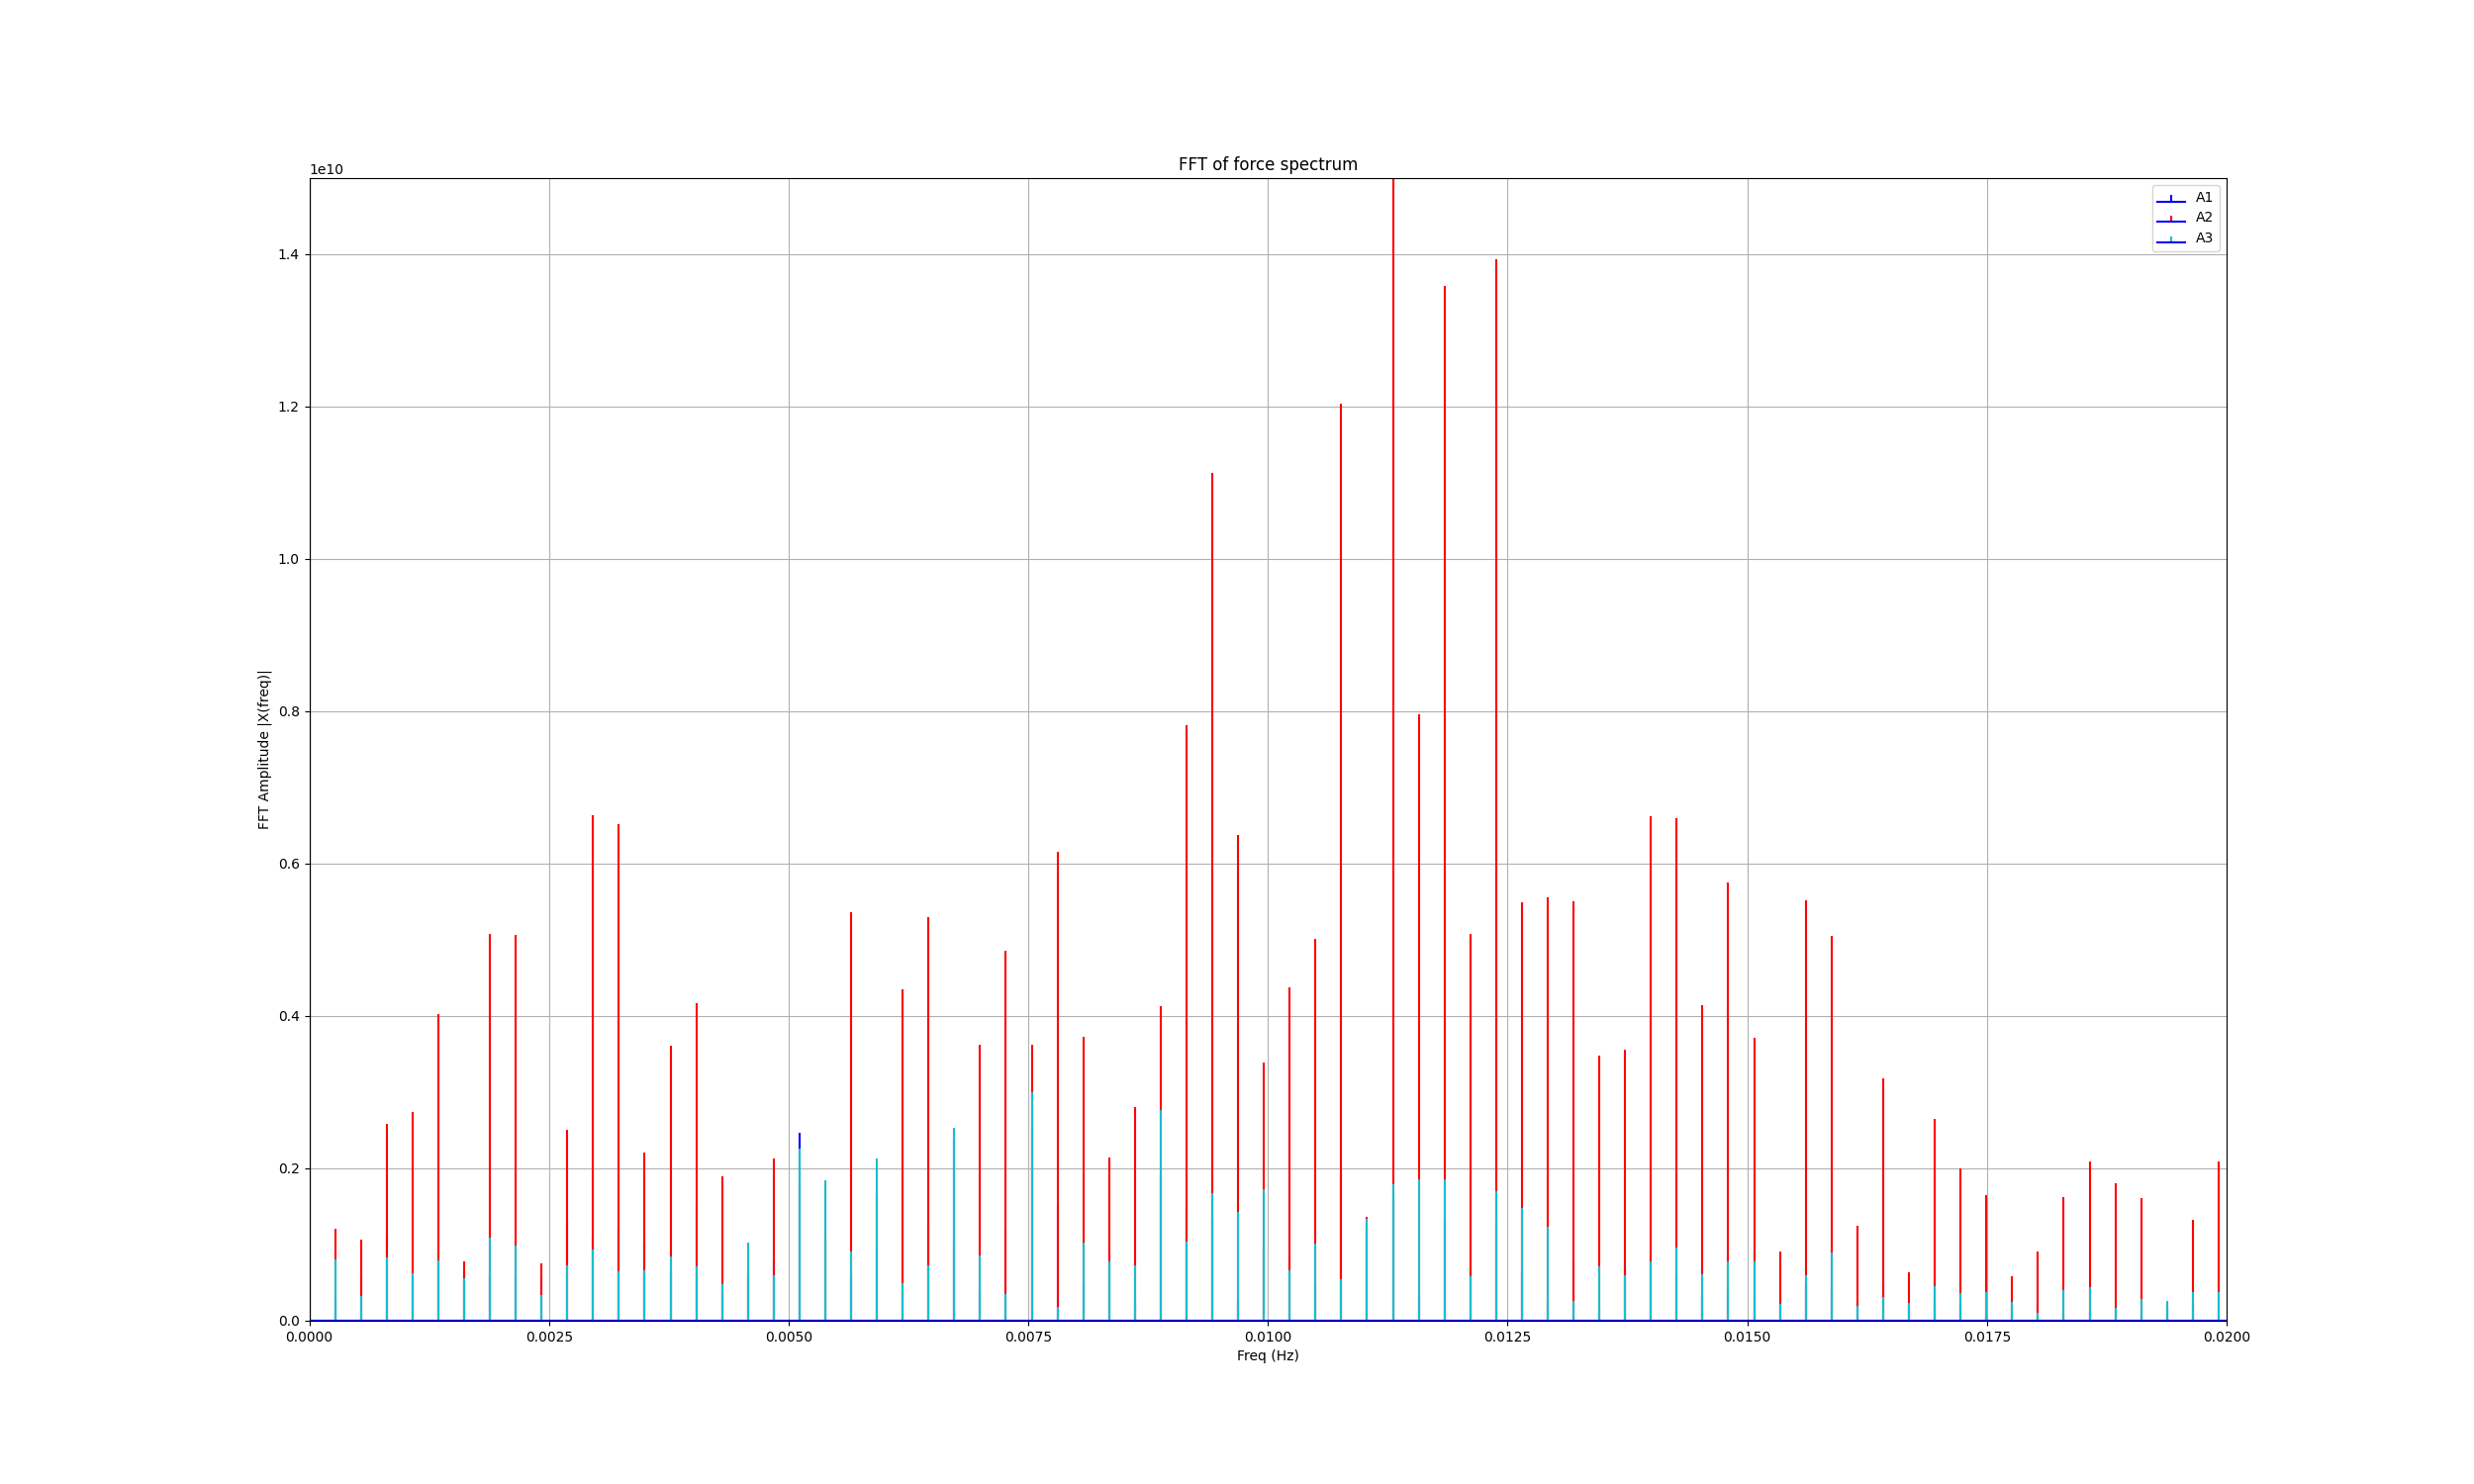 FFT of force spectrum
1e10
A1
A2
A3
1.4
1.2
1.0
0.8
0.6
0.4
0.2
0.0
FFT Amplitude |X(freq)|
0.0000 0.0025 0.0050 0.0075 0.0100 0.0125 0.0150 0.0175 0.0200
Freq (Hz)